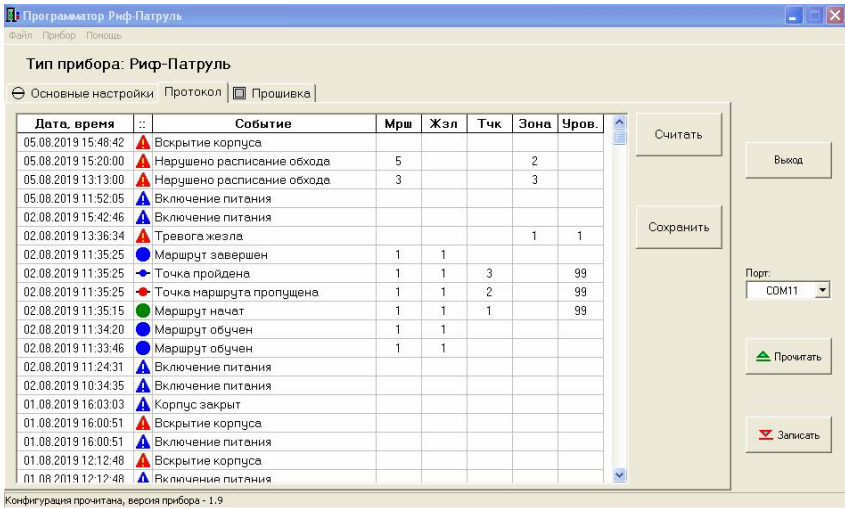 Программатор Риф-Патруль
Файл Прибор Помощь
Тип прибора: Риф-Патруль
Основные настройки Протокол Прошивка
Дата, время :: Событие Мрш Жзл Тчк Зона Уров.
05.08.2019 15:48:42 Вскрытие корпуса
05.08.2019 15:20:00 Нарушено расписание обхода 5 2
05.08.2019 13:13:00 Нарушено расписание обхода 3 3
05.08.2019 11:52:05 Включение питания
02.08.2019 15:42:46 Включение питания
02.08.2019 13:36:34 Тревога жезла 1 1
02.08.2019 11:35:25 Маршрут завершен 1 1
02.08.2019 11:35:25 Точка пройдена 1 1 3 99
02.08.2019 11:35:25 Точка маршрута пропущена 1 1 2 99
02.08.2019 11:35:15 Маршрут начат 1 1 1 99
02.08.2019 11:34:20 Маршрут обучен 1 1
02.08.2019 11:33:46 Маршрут обучен 1 1
02.08.2019 11:24:31 Включение питания
02.08.2019 10:34:35 Включение питания
01.08.2019 16:03:03 Корпус закрыт
01.08.2019 16:00:51 Вскрытие корпуса
01.08.2019 16:00:51 Включение питания
01.08.2019 12:12:48 Вскрытие корпуса
01.08.2019 12:12:48 Включение питания
Считать
Сохранить
Выход
Порт:
COM11
Прочитать
Записать
Конфигурация прочитана, версия прибора - 1.9